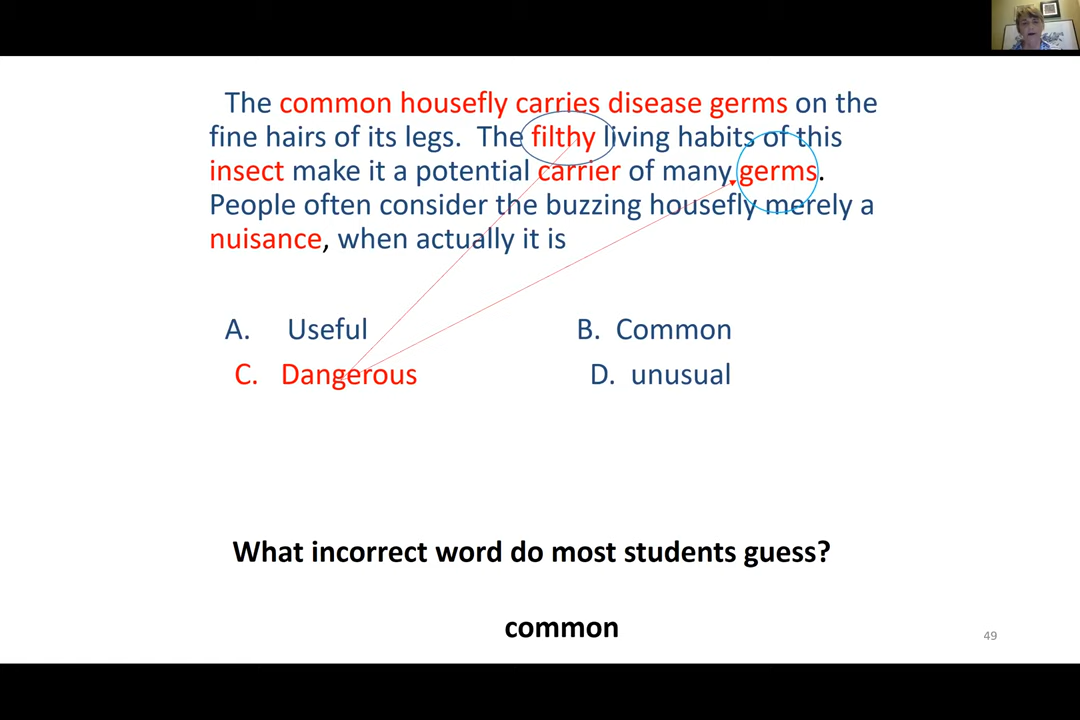 The common housefly carries disease germs on the
fine hairs of its legs. The filthy living habits of this
insect make it a potential carrier of many germs.
People often consider the buzzing housefly merely a
nuisance, when actually it is
A. Useful
B. Common
C. Dangerous
D. unusual
What incorrect word do most students guess?
common
49